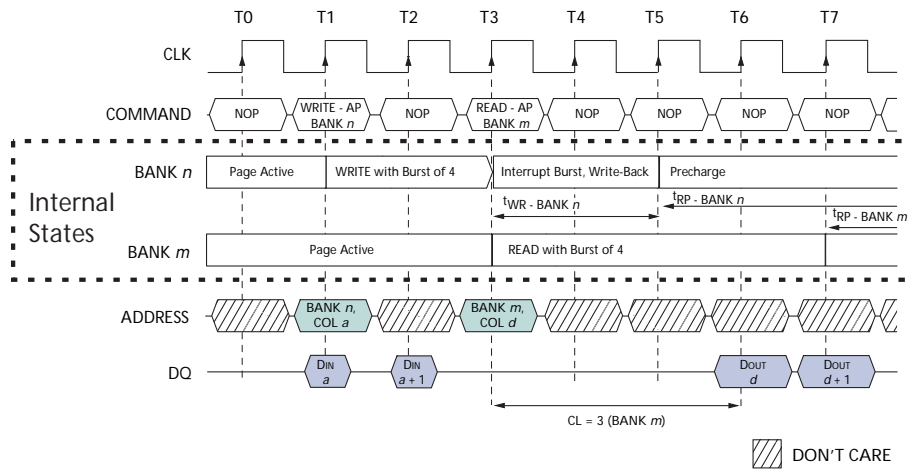 T0 T1 T2 T3 T4 T5 T6 T7
CLK
COMMAND NOP WRITE - AP BANK n NOP READ - AP BANK m NOP NOP NOP NOP
Internal States
BANK n Page Active WRITE with Burst of 4 Interrupt Burst, Write-Back Precharge
tWR - BANK n tRP - BANK n
tRP - BANK m
BANK m Page Active READ with Burst of 4
ADDRESS BANK n, COL a BANK m, COL d
DQ DIN a DIN a + 1 DOUT d DOUT d + 1
CL = 3 (BANK m)
DON'T CARE